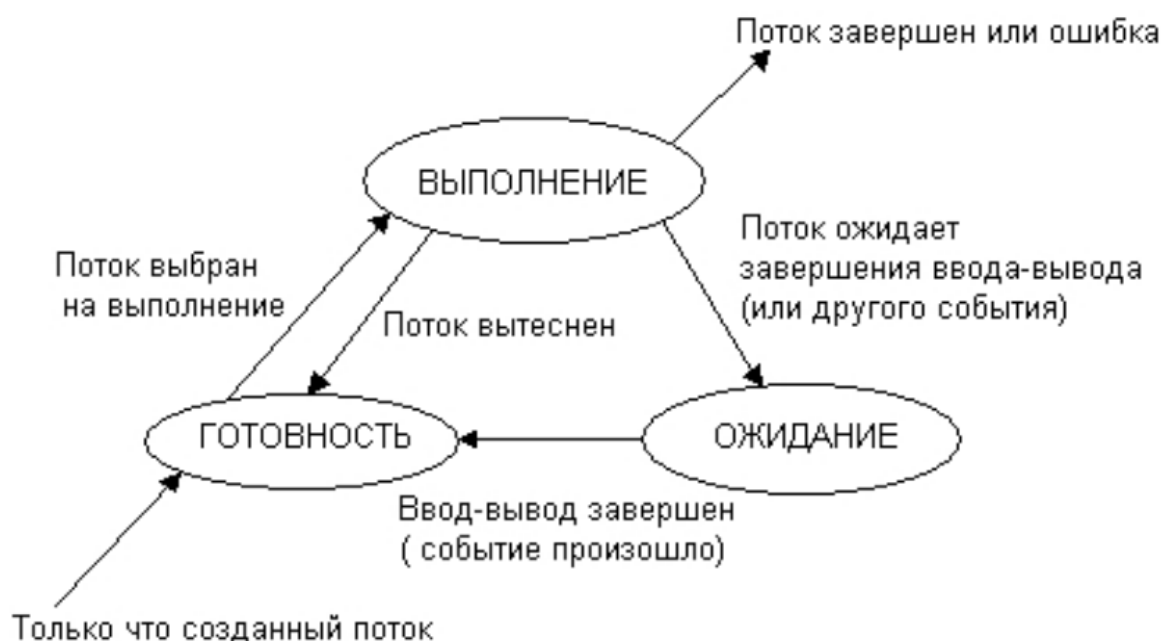 Поток завершен или ошибка
ВЫПОЛНЕНИЕ
Поток выбран
на выполнение
Поток вытеснен
Поток ожидает
завершения ввода-вывода
(или другого события)
ГОТОВНОСТЬ
ОЖИДАНИЕ
Ввод-вывод завершен
( событие произошло)
Только что созданный поток